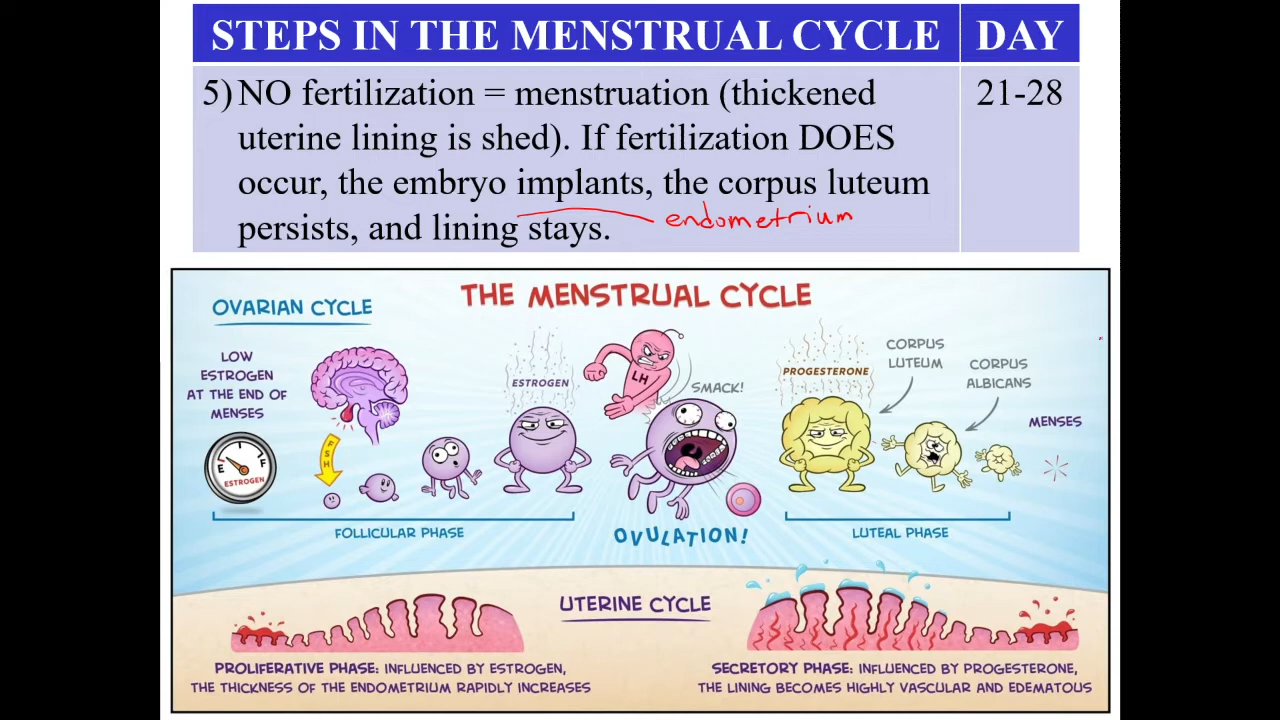 STEPS IN THE MENSTRUAL CYCLE
DAY
5) NO fertilization = menstruation (thickened
uterine lining is shed). If fertilization DOES
occur, the embryo implants, the corpus luteum
persists, and lining stays.
endometrium
21-28
THE MENSTRUAL CYCLE
OVARIAN CYCLE
LOW
ESTROGEN
AT THE END OF
MENSES
E F
ESTROGEN
FSH
ESTROGEN
LH
SMACK!
PROGESTERONE
CORPUS
LUTEUM
CORPUS
ALBICANS
MENSES
FOLLICULAR PHASE
OVULATION!
LUTEAL PHASE
UTERINE CYCLE
PROLIFERATIVE PHASE: INFLUENCED BY ESTROGEN,
THE THICKNESS OF THE ENDOMETRIUM RAPIDLY INCREASES
SECRETORY PHASE: INFLUENCED BY PROGESTERONE,
THE LINING BECOMES HIGHLY VASCULAR AND EDEMATOUS